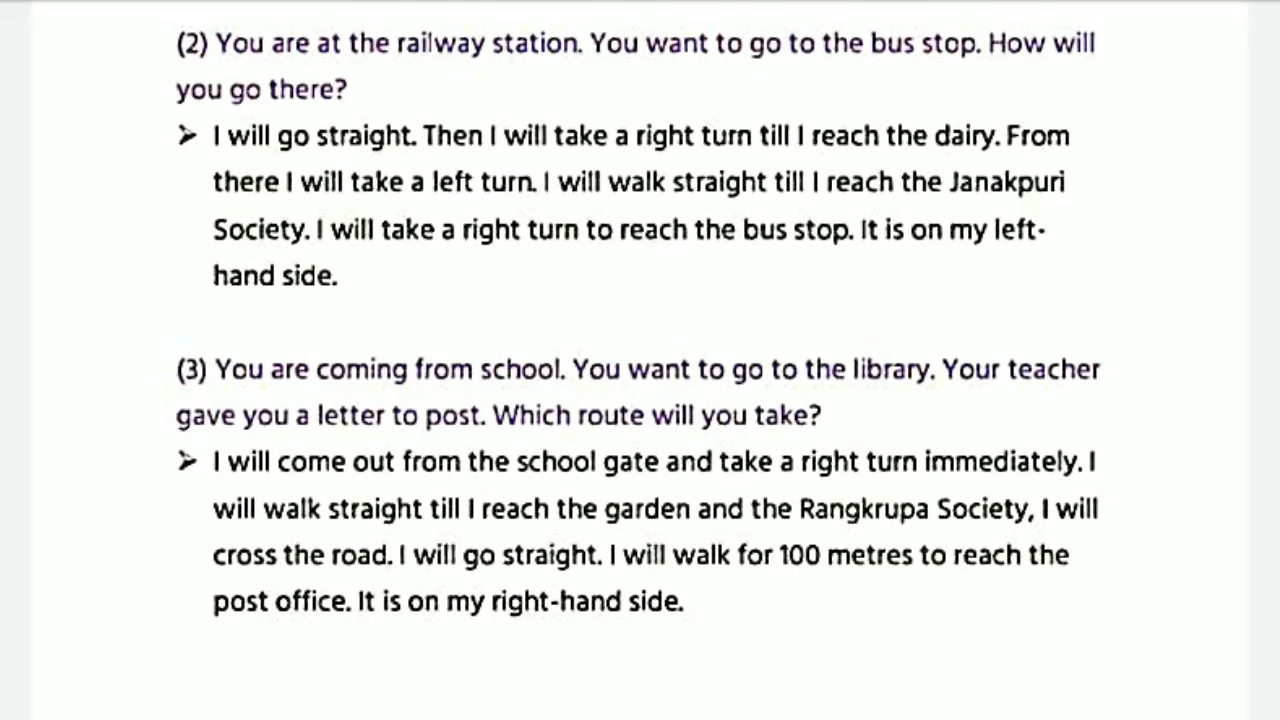 (2) You are at the railway station. You want to go to the bus stop. How will
you go there?
➢ I will go straight. Then I will take a right turn till I reach the dairy. From
there I will take a left turn. I will walk straight till I reach the Janakpuri
Society. I will take a right turn to reach the bus stop. It is on my left-
hand side.
(3) You are coming from school. You want to go to the library. Your teacher
gave you a letter to post. Which route will you take?
➢ I will come out from the school gate and take a right turn immediately. I
will walk straight till I reach the garden and the Rangkrupa Society, I will
cross the road. I will go straight. I will walk for 100 metres to reach the
post office. It is on my right-hand side.